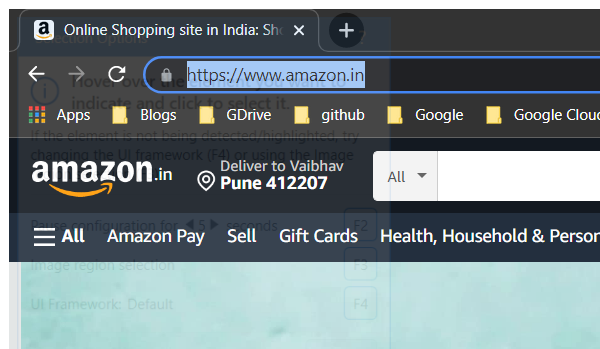 Online Shopping site in India: Sho
Selection Options
https://www.amazon.in
Hover over the element you want to
indicate and click to select it.
Apps Blogs GDrive github Google Google Cloud
If the element is not being detected/highlighted, try
changing the UI framework (F4) or using the Image
amazon.in Deliver to Vaibhav
Pune 412207 All
Pause configuration for 5 seconds F2
All Amazon Pay Sell Gift Cards Health, Household & Person
Image region selection F3
UI Framework: Default F4